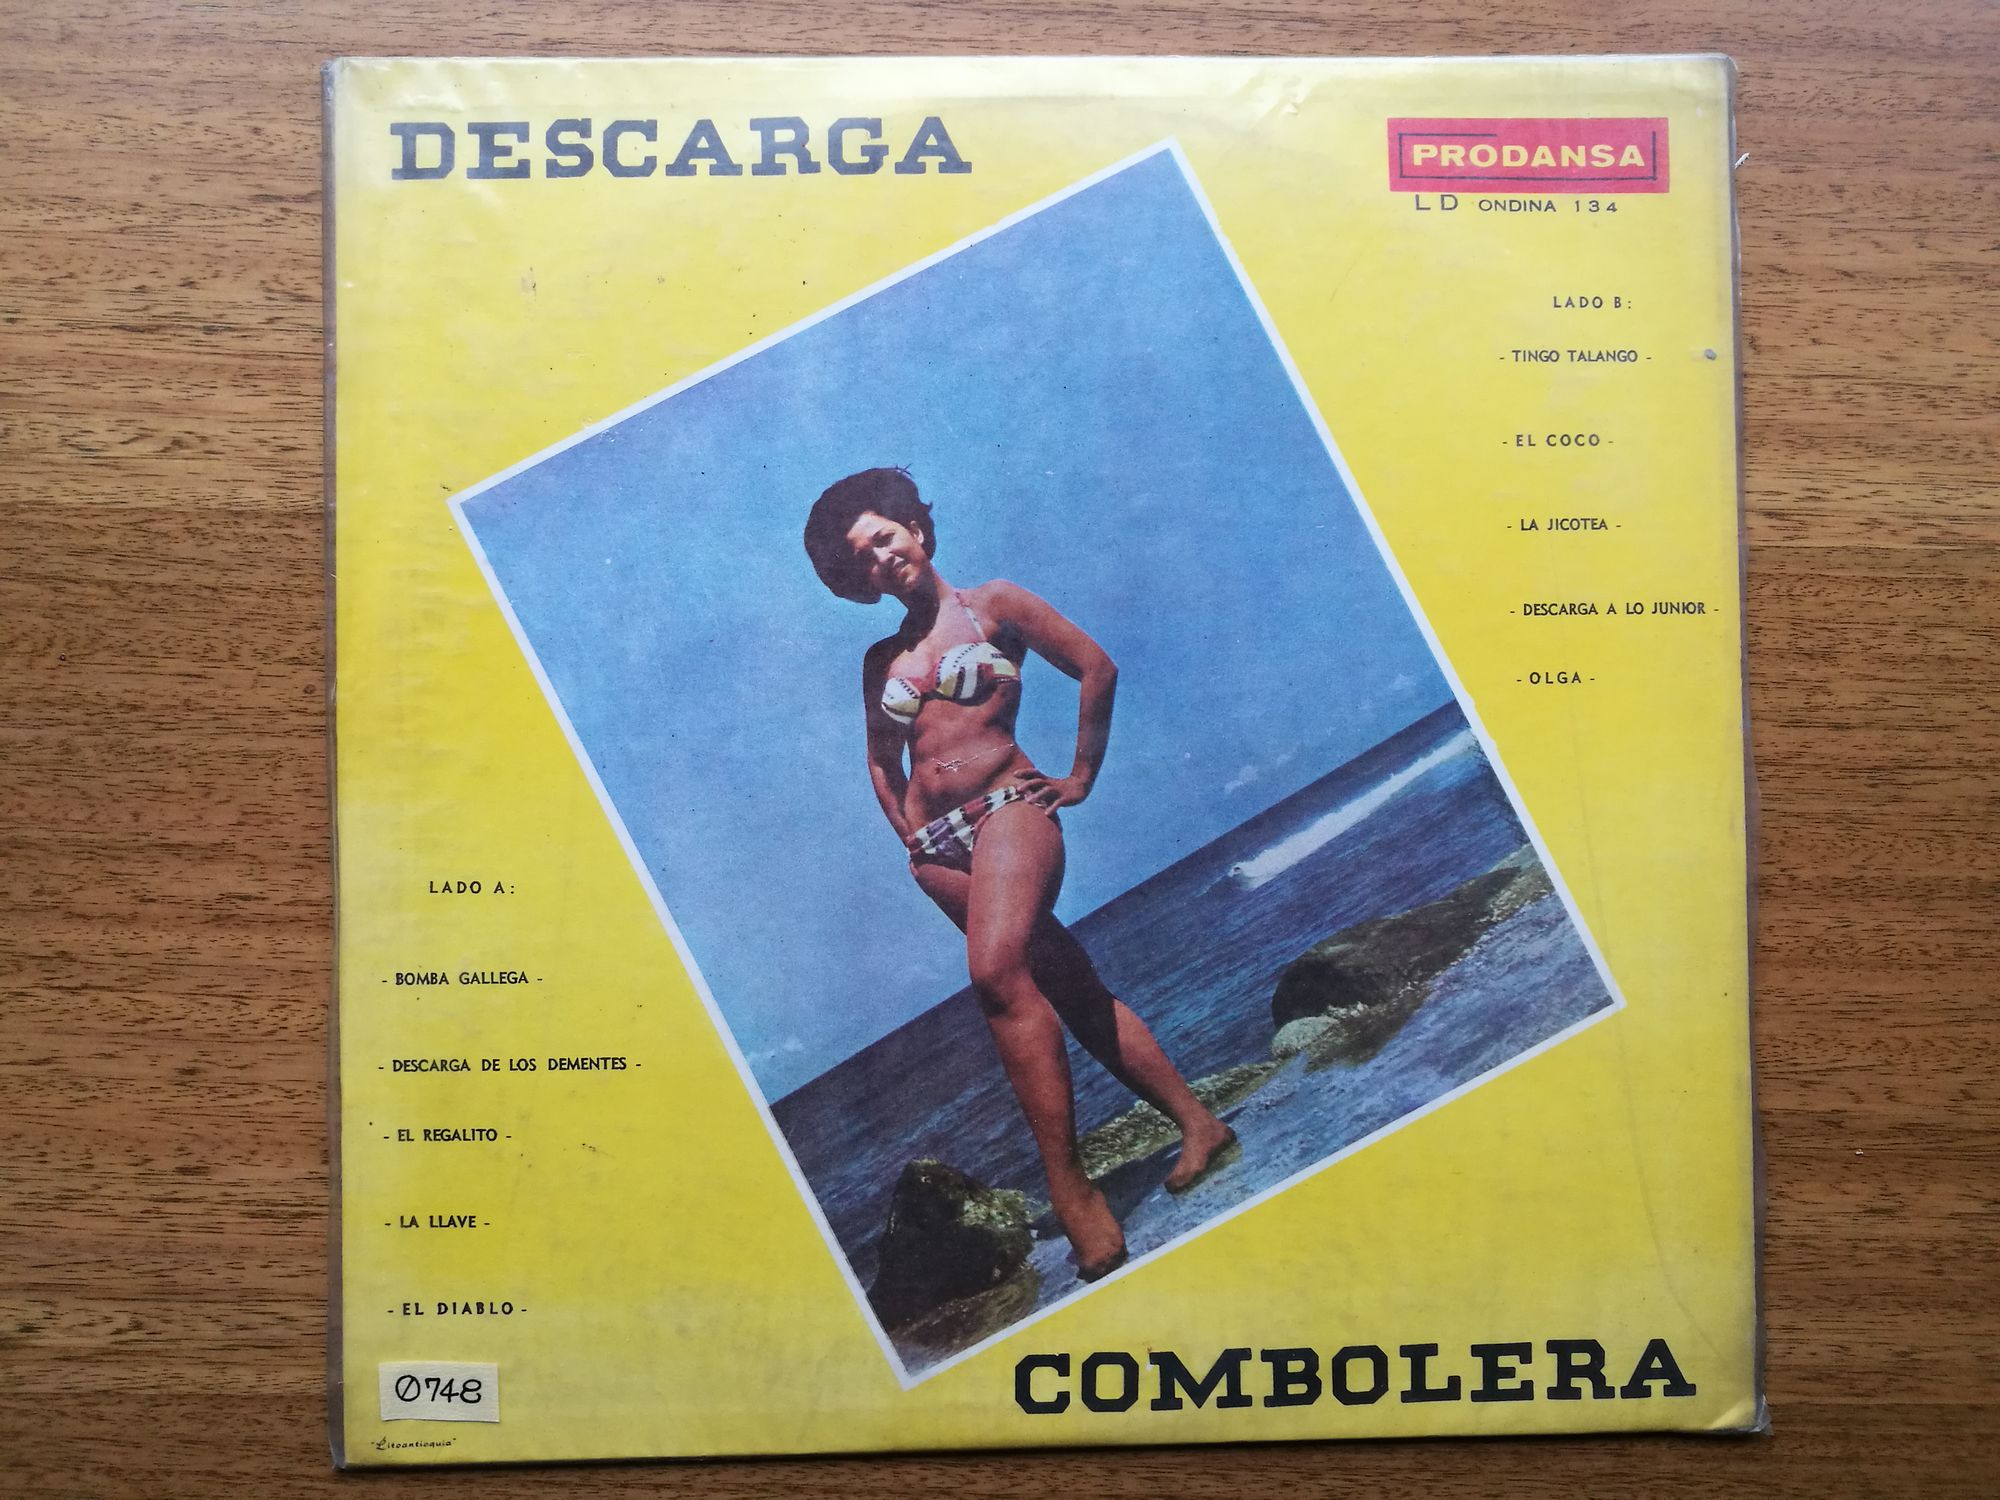 DESCARGA
PRODANSA
LD ONDINA 134
LADO B:
- TINGO TALANGO -
- EL COCO -
- LA JICOTEA -
- DESCARGA A LO JUNIOR -
- OLGA -
LADO A:
- BOMBA GALLEGA -
- DESCARGA DE LOS DEMENTES -
- EL REGALITO -
- LA LLAVE -
- EL DIABLO -
COMBOLERA
0748
"Litoantioquia"